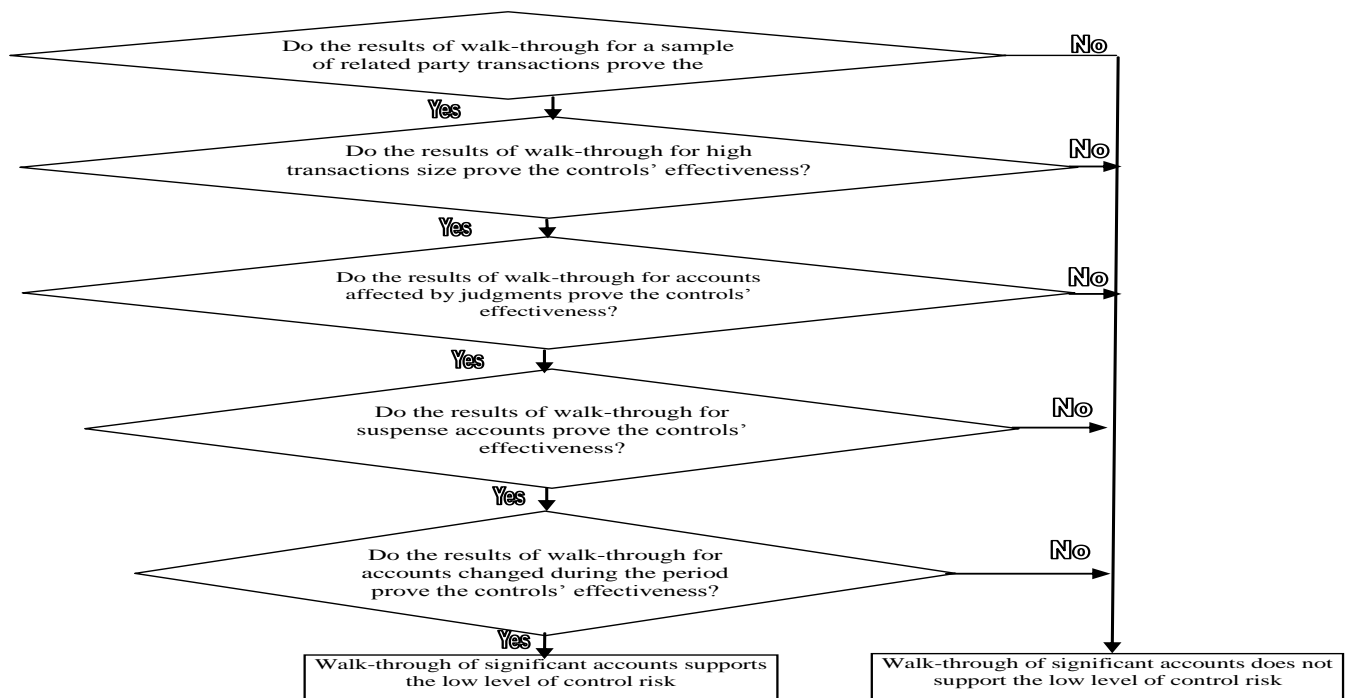 Do the results of walk-through for a sample
of related party transactions prove the
No
Yes
Do the results of walk-through for high
transactions size prove the controls’ effectiveness?
No
Yes
Do the results of walk-through for accounts
affected by judgments prove the controls’
effectiveness?
No
Yes
Do the results of walk-through for
suspense accounts prove the controls’
effectiveness?
No
Yes
Do the results of walk-through for
accounts changed during the period
prove the controls’ effectiveness?
No
Yes
Walk-through of significant accounts supports
the low level of control risk
Walk-through of significant accounts does not
support the low level of control risk